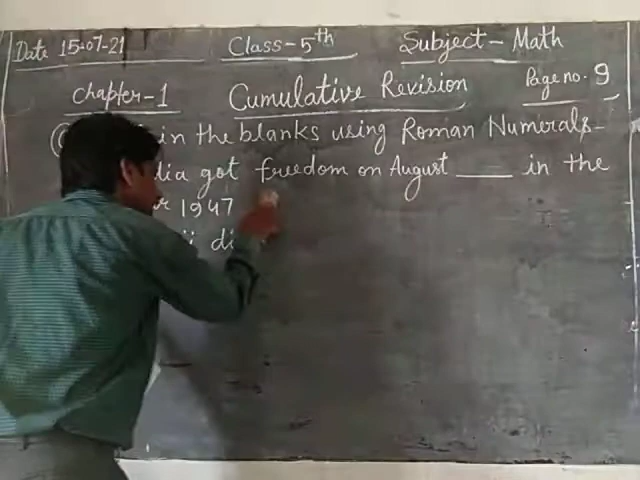 Date 15-07-21 Class-5th Subject-Math
Chapter-1 Cumulative Revision Page no. 9
in the blanks using Roman Numerals-
dia got freedom on August ____ in the
1947
di